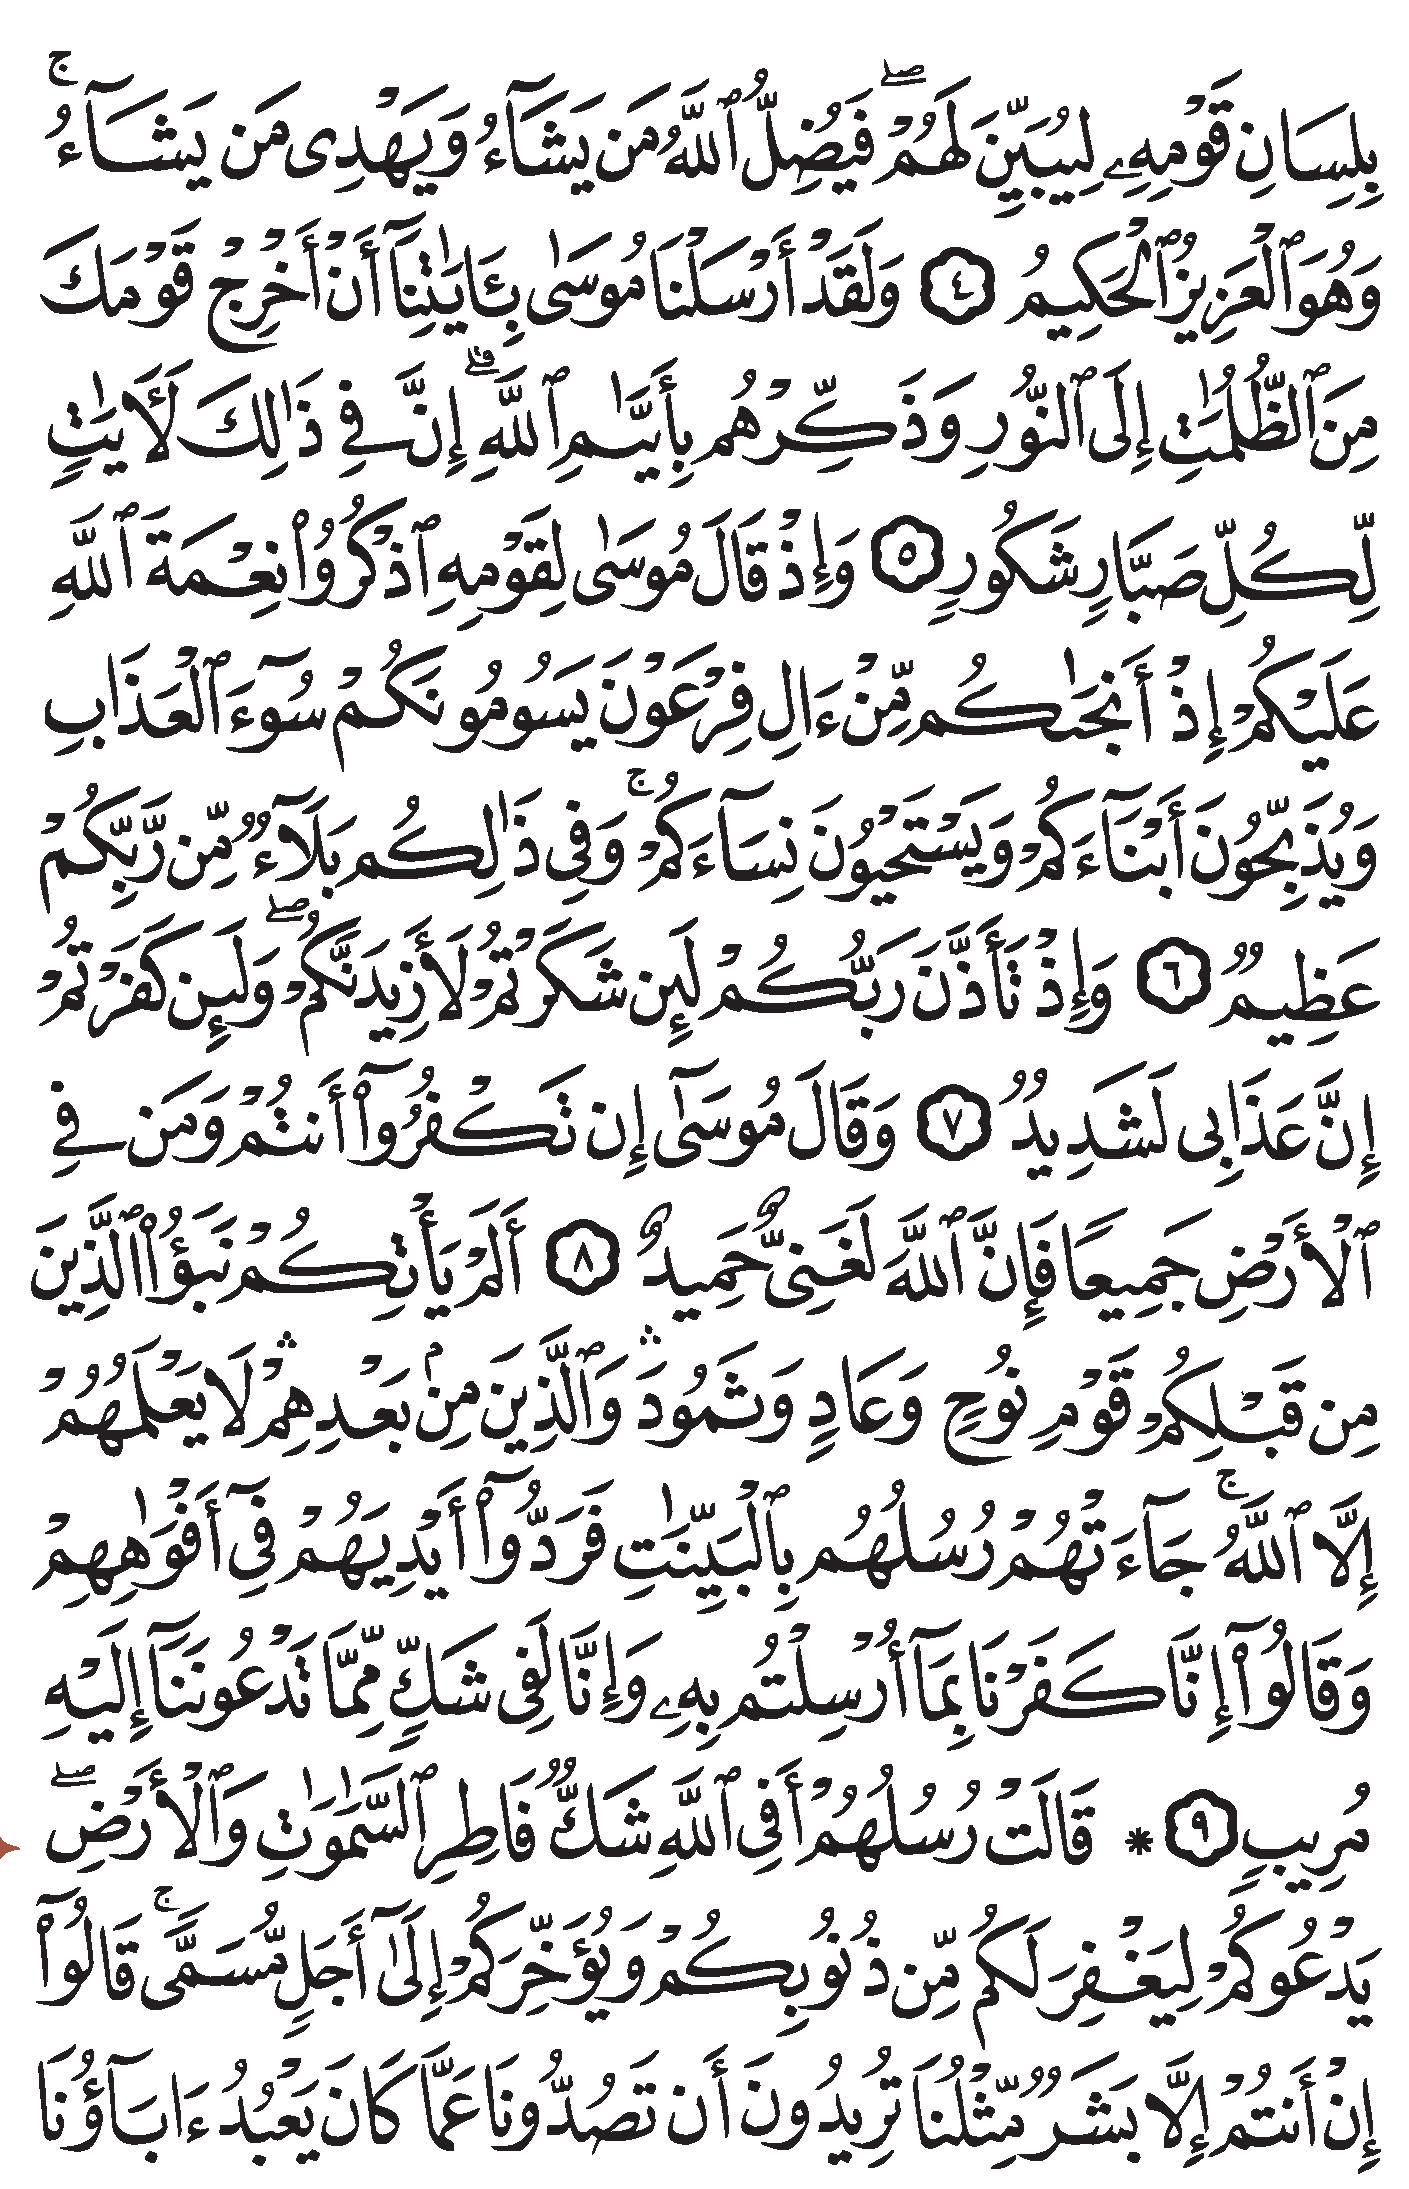 بِلِسَانِ قَوْمِهِۦ لِيُبَيِّنَ لَهُمْۖ فَيُضِلُّ ٱللَّهُ مَن يَشَآءُ وَيَهْدِى مَن يَشَآءُۚ
وَهُوَ ٱلْعَزِيزُ ٱلْحَكِيمُ ٤ وَلَقَدْ أَرْسَلْنَا مُوسَىٰ بِـَٔايَٰتِنَآ أَنْ أَخْرِجْ قَوْمَكَ
مِنَ ٱلظُّلُمَٰتِ إِلَى ٱلنُّورِ وَذَكِّرْهُم بِأَيَّىٰمِ ٱللَّهِۗ إِنَّ فِى ذَٰلِكَ لَأَيَٰتٍ
لِّكُلِّ صَبَّارٍ شَكُورٍ ٥ وَإِذْ قَالَ مُوسَىٰ لِقَوْمِهِ ٱذْكُرُوا۟ نِعْمَةَ ٱللَّهِ
عَلَيْكُمْ إِذْ أَنجَىٰكُم مِّنْ ءَالِ فِرْعَوْنَ يَسُومُونَكُمْ سُوٓءَ ٱلْعَذَابِ
وَيُذَبِّحُونَ أَبْنَآءَكُمْ وَيَسْتَحْيُونَ نِسَآءَكُمْۚ وَفِى ذَٰلِكُم بَلَآءٌ مِّن رَّبِّكُمْ
عَظِيمٌ ٦ وَإِذْ تَأَذَّنَ رَبُّكُمْ لَئِن شَكَرْتُمْ لَأَزِيدَنَّكُمْۖ وَلَئِن كَفَرْتُمْ
إِنَّ عَذَابِى لَشَدِيدٌ ٧ وَقَالَ مُوسَىٰٓ إِن تَكْفُرُوٓا۟ أَنتُمْ وَمَن فِى
ٱلْأَرْضِ جَمِيعًا فَإِنَّ ٱللَّهَ لَغَنِىٌّ حَمِيدٌ ٨ أَلَمْ يَأْتِكُمْ نَبَؤُا۟ ٱلَّذِينَ
مِن قَبْلِكُمْ قَوْمِ نُوحٍ وَعَادٍ وَثَمُودَۛ وَٱلَّذِينَ مِنۢ بَعْدِهِمْۛ لَا يَعْلَمُهُمْ
إِلَّا ٱللَّهُۚ جَآءَتْهُمْ رُسُلُهُم بِٱلْبَيِّنَٰتِ فَرَدُّوٓا۟ أَيْدِيَهُمْ فِىٓ أَفْوَٰهِهِمْ
وَقَالُوٓا۟ إِنَّا كَفَرْنَا بِمَآ أُرْسِلْتُم بِهِۦ وَإِنَّا لَفِى شَكٍّ مِّمَّا تَدْعُونَنَآ إِلَيْهِ
مُرِيبٍ ٩ * قَالَتْ رُسُلُهُمْ أَفِى ٱللَّهِ شَكٌّ فَاطِرِ ٱلسَّمَٰوَٰتِ وَٱلْأَرْضِۖ
يَدْعُوكُمْ لِيَغْفِرَ لَكُم مِّن ذُنُوبِكُمْ وَيُؤَخِّرَكُمْ إِلَىٰٓ أَجَلٍ مُّسَمًّىۚ قَالُوٓا۟
إِنْ أَنتُمْ إِلَّا بَشَرٌ مِّثْلُنَا تُرِيدُونَ أَن تَصُدُّونَا عَمَّا كَانَ يَعْبُدُ ءَابَآؤُنَا